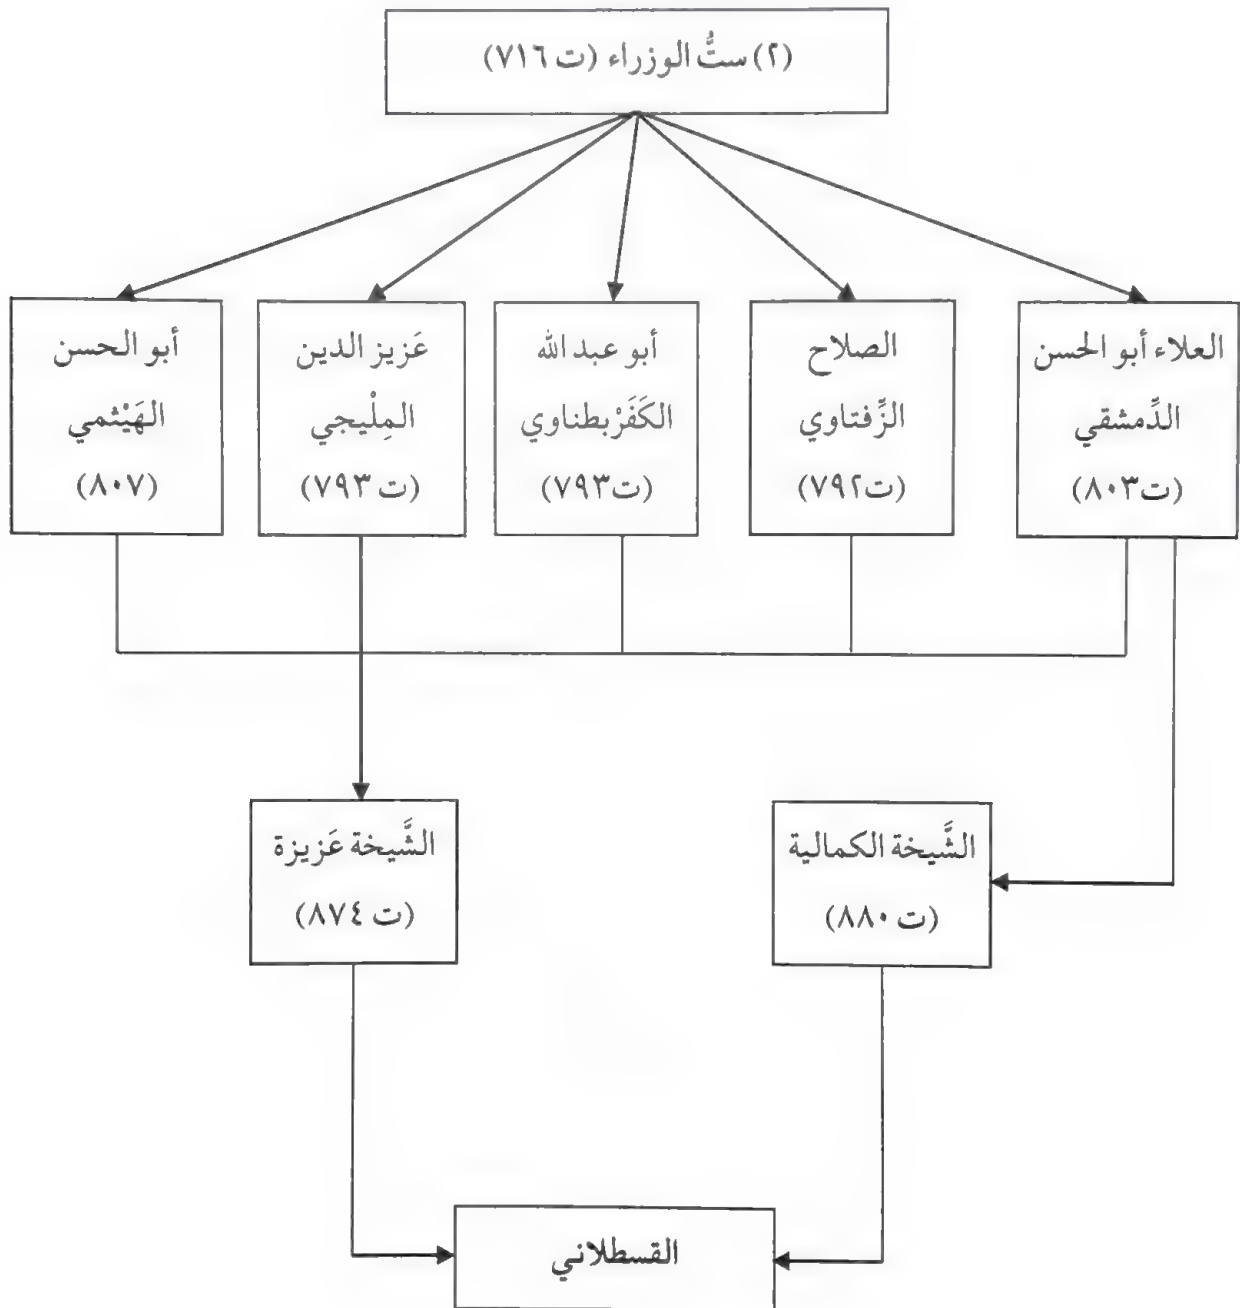 (٢) ستُّ الوزراء (ت ٧١٦)
العلاء أبو الحسن
الدِّمشقي
(ت٨٠٣)
الصلاح
الزِّفتاوي
(ت٧٩٢)
أبو عبد الله
الكَفَرْبطناوي
(ت٧٩٣)
عَزيز الدين
المِلْيجي
(ت ٧٩٣)
أبو الحسن
الهَيْثمي
(٨٠٧)
الشَّيخة الكمالية
(ت ٨٨٠)
الشَّيخة عَزيزة
(ت ٨٧٤)
القسطلاني